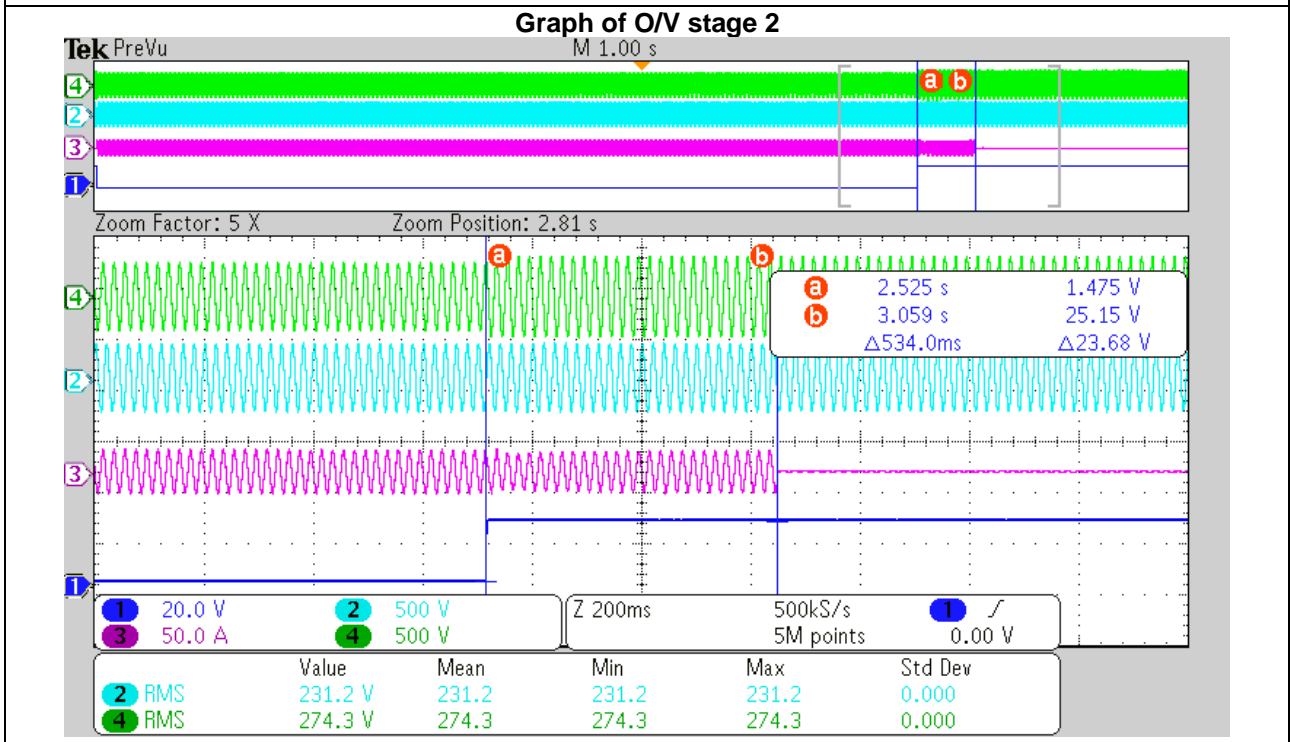 Graph of O/V stage 2
Tek PreVu M 1.00 s
4
a b
2
3
1
Zoom Factor: 5 X Zoom Position: 2.81 s
a b
a 2.525 s 1.475 V
4
b 3.059 s 25.15 V
Δ534.0ms Δ23.68 V
2
3
1
1 20.0 V 2 500 V Z 200ms 500kS/s 1
3 50.0 A 4 500 V 5M points 0.00 V
Value Mean Min Max Std Dev
2 RMS 231.2 V 231.2 231.2 231.2 0.000
4 RMS 274.3 V 274.3 274.3 274.3 0.000